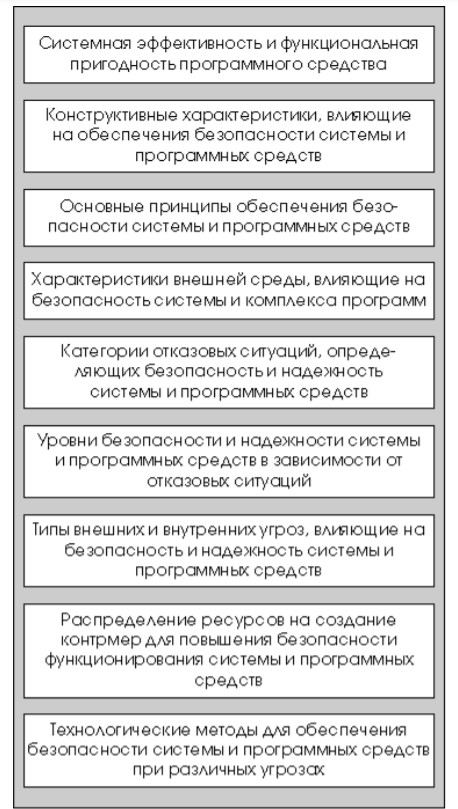 Системная эффективность и функциональная
пригодность программного средства
Конструктивные характеристики, влияющие
на обеспечения безопасности системы и
программных средств
Основные принципы обеспечения безо-
пасности системы и программных средств
Характеристики внешней среды, влияющие на
безопасность системы и комплекса программ
Категории отказовых ситуаций, опреде-
ляющих безопасность и надежность
системы и программных средств
Уровни безопасности и надежности системы
и программных средств в зависимости от
отказовых ситуаций
Типы внешних и внутренних угроз, влияющие на
безопасность и надежность системы и
программных средств
Распределение ресурсов на создание
контрмер для повышения безопасности
функционирования системы и программных
средств
Технологические методы для обеспечения
безопасности системы и программных средств
при различных угрозах